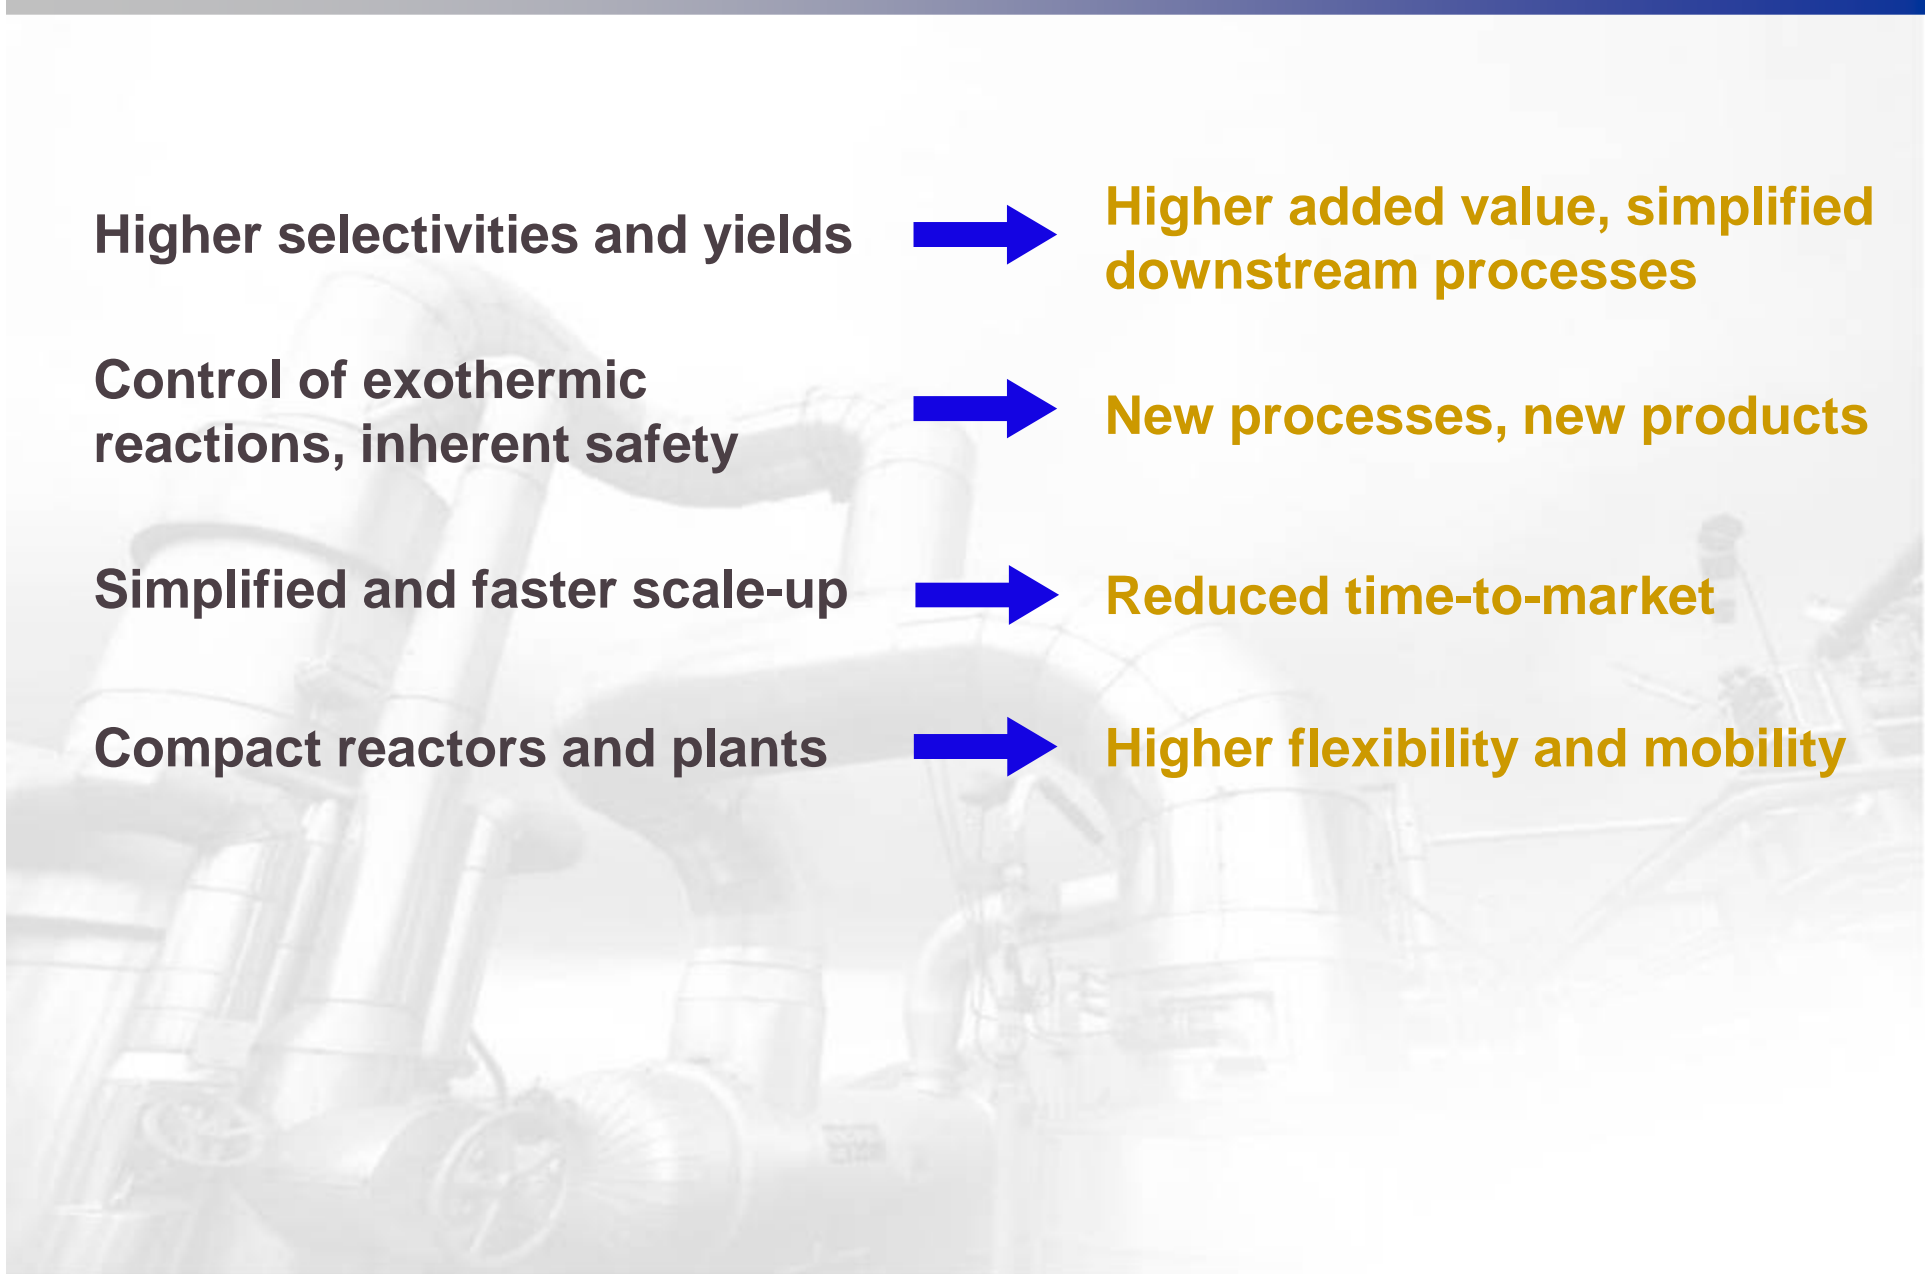 Higher selectivities and yields
Higher added value, simplified
downstream processes
Control of exothermic
reactions, inherent safety
New processes, new products
Simplified and faster scale-up
Reduced time-to-market
Compact reactors and plants
Higher flexibility and mobility